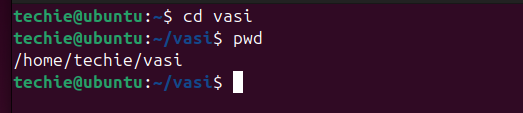 techie@ubuntu:~$ cd vasi
techie@ubuntu:~/vasi$ pwd
/home/techie/vasi
techie@ubuntu:~/vasi$